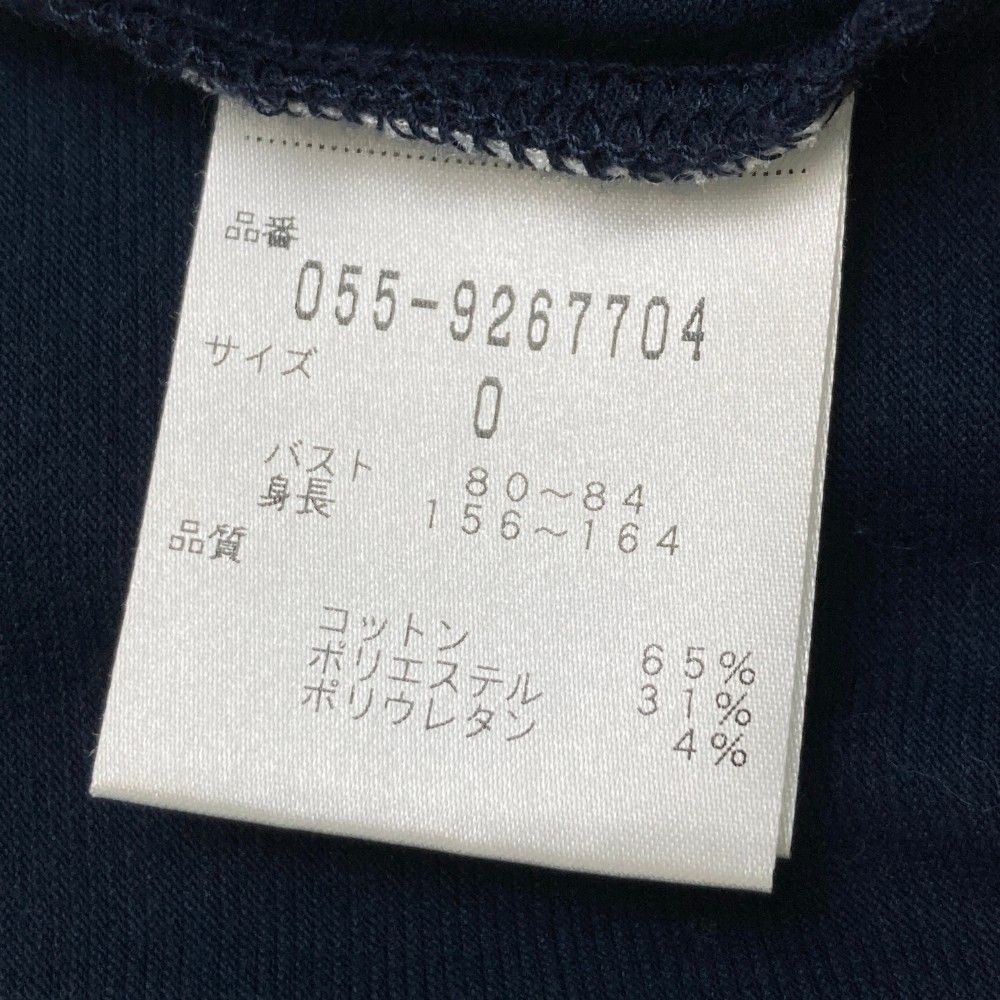 品番
055-9267704
サイズ
0
バスト 80～84
身長 156～164
品質
コットン 65%
ポリエステル 31%
ポリウレタン 4%